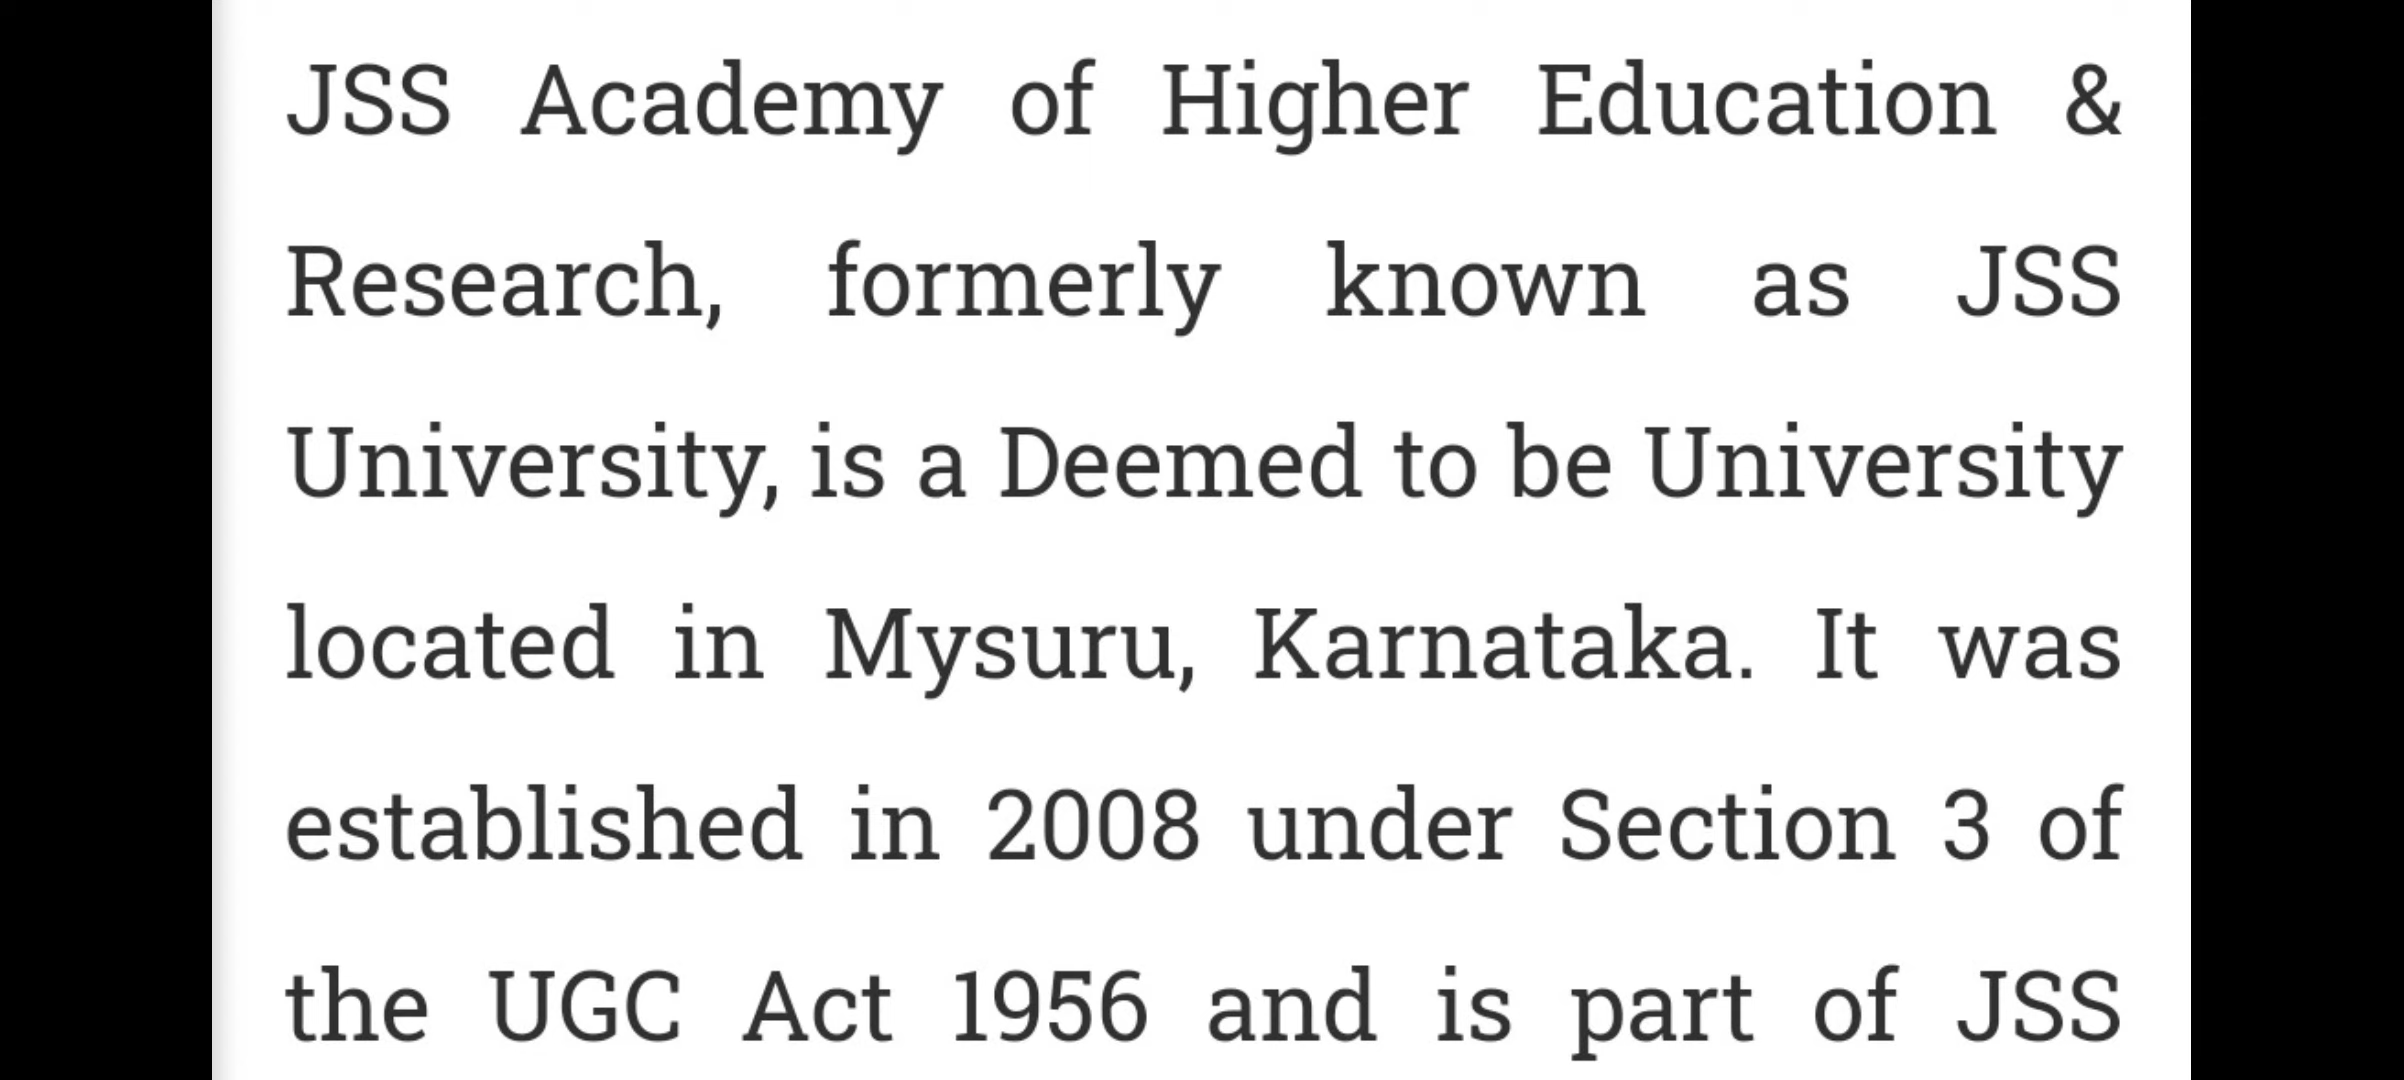 JSS Academy of Higher Education &
Research, formerly known as JSS
University, is a Deemed to be University
located in Mysuru, Karnataka. It was
established in 2008 under Section 3 of
the UGC Act 1956 and is part of JSS